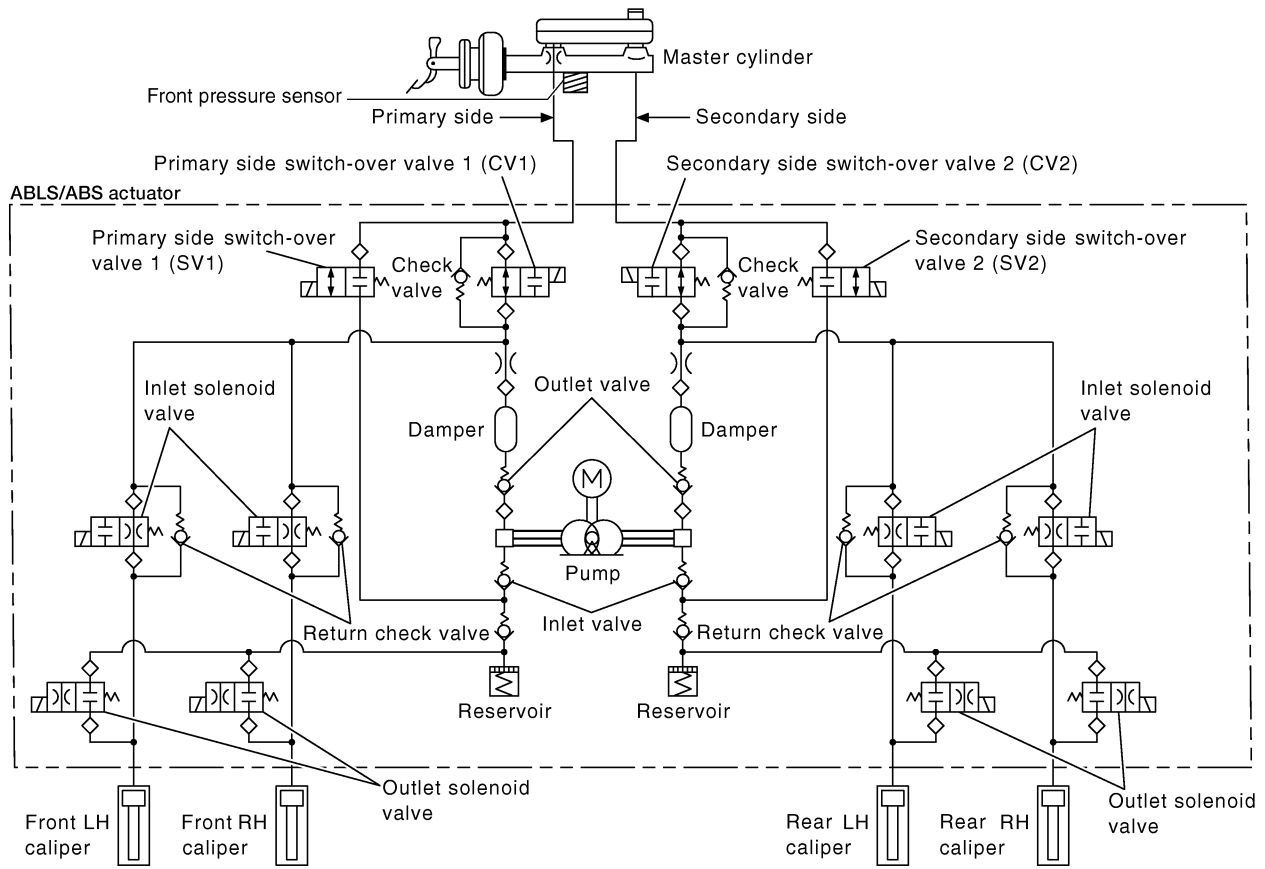 Master cylinder
Front pressure sensor
Primary side
Secondary side
Primary side switch-over valve 1 (CV1)
Secondary side switch-over valve 2 (CV2)
ABLS/ABS actuator
Primary side switch-over
valve 1 (SV1)
Check
valve
Check
valve
Secondary side switch-over
valve 2 (SV2)
Inlet solenoid
valve
Outlet valve
Inlet solenoid
valve
Damper
Damper
M
Pump
Return check valve
Inlet valve
Return check valve
Reservoir
Reservoir
Outlet solenoid
valve
Outlet solenoid
valve
Front LH
caliper
Front RH
caliper
Rear LH
caliper
Rear RH
caliper